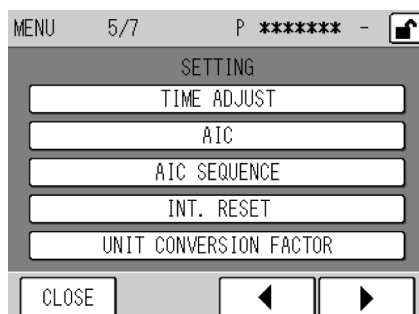 MENU 5/7 P ******* -
SETTING
TIME ADJUST
AIC
AIC SEQUENCE
INT. RESET
UNIT CONVERSION FACTOR
CLOSE